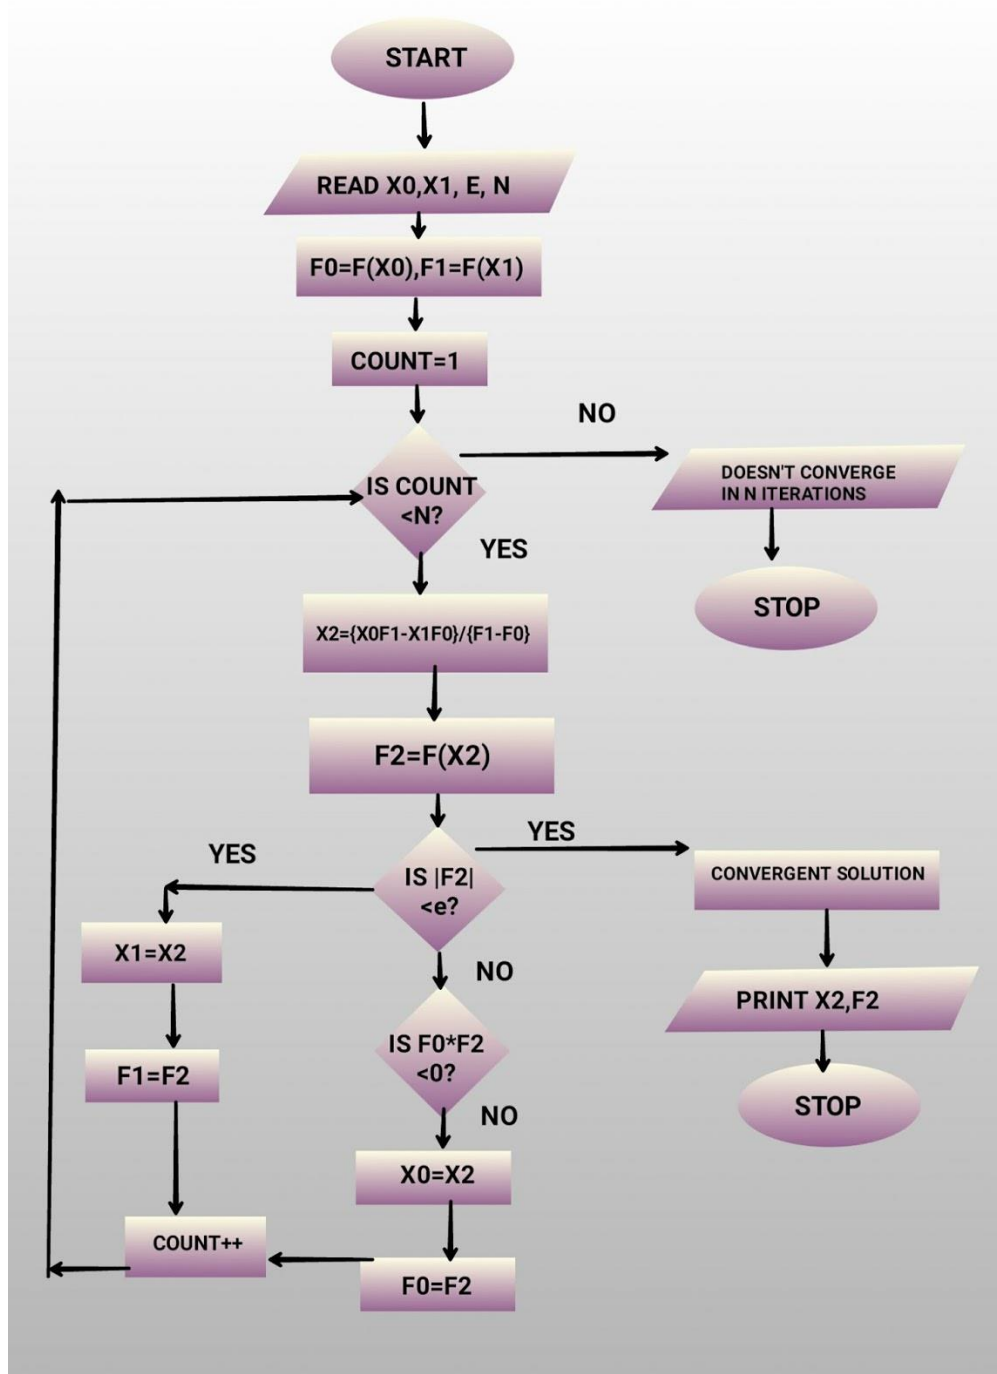 START
READ X0,X1, E, N
F0=F(X0),F1=F(X1)
COUNT=1
NO
IS COUNT
<N?
DOESN'T CONVERGE
IN N ITERATIONS
YES
STOP
X2={X0F1-X1F0}/{F1-F0}
F2=F(X2)
YES
YES
IS |F2|
<e?
CONVERGENT SOLUTION
X1=X2
NO
PRINT X2,F2
IS F0*F2
<0?
F1=F2
STOP
NO
X0=X2
COUNT++
F0=F2